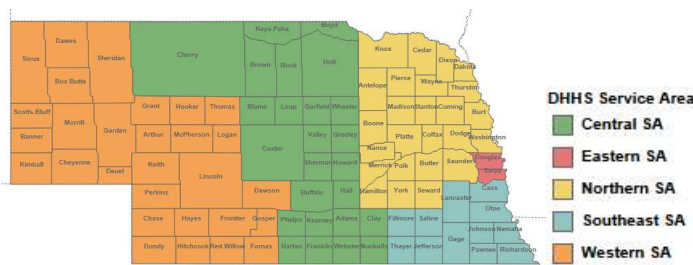 Keya Paha Boyd
Dawes Knox Cedar
Sioux Sheridan Cherry Dixon
Brown Rock Holt Dakota
Box Butte Antelope Pierce Wayne
Thurston
Scotts Bluff Grant Hooker Thomas Blaine Loup Garfield Wheeler Madison Stanton Cuming Burt
Morrill Garden Boone
Banner Arthur McPherson Logan Valley Greeley Platte Colfax Dodge Washington
Custer Nance
Kimball Cheyenne Keith Sherman Howard Merrick Polk Butler Saunders Douglas
Deuel Lincoln Sarpy
Perkins Dawson Buffalo Hall Hamilton York Seward Lancaster Cass
Otoe
Chase Hayes Frontier Gosper Phelps Kearney Adams Clay Fillmore Saline
Johnson Nemaha
Dundy Hitchcock Red Willow Furnas Harlan Franklin Webster Nuckolls Thayer Jefferson Gage Pawnee Richardson
DHHS Service Area
Central SA
Eastern SA
Northern SA
Southeast SA
Western SA